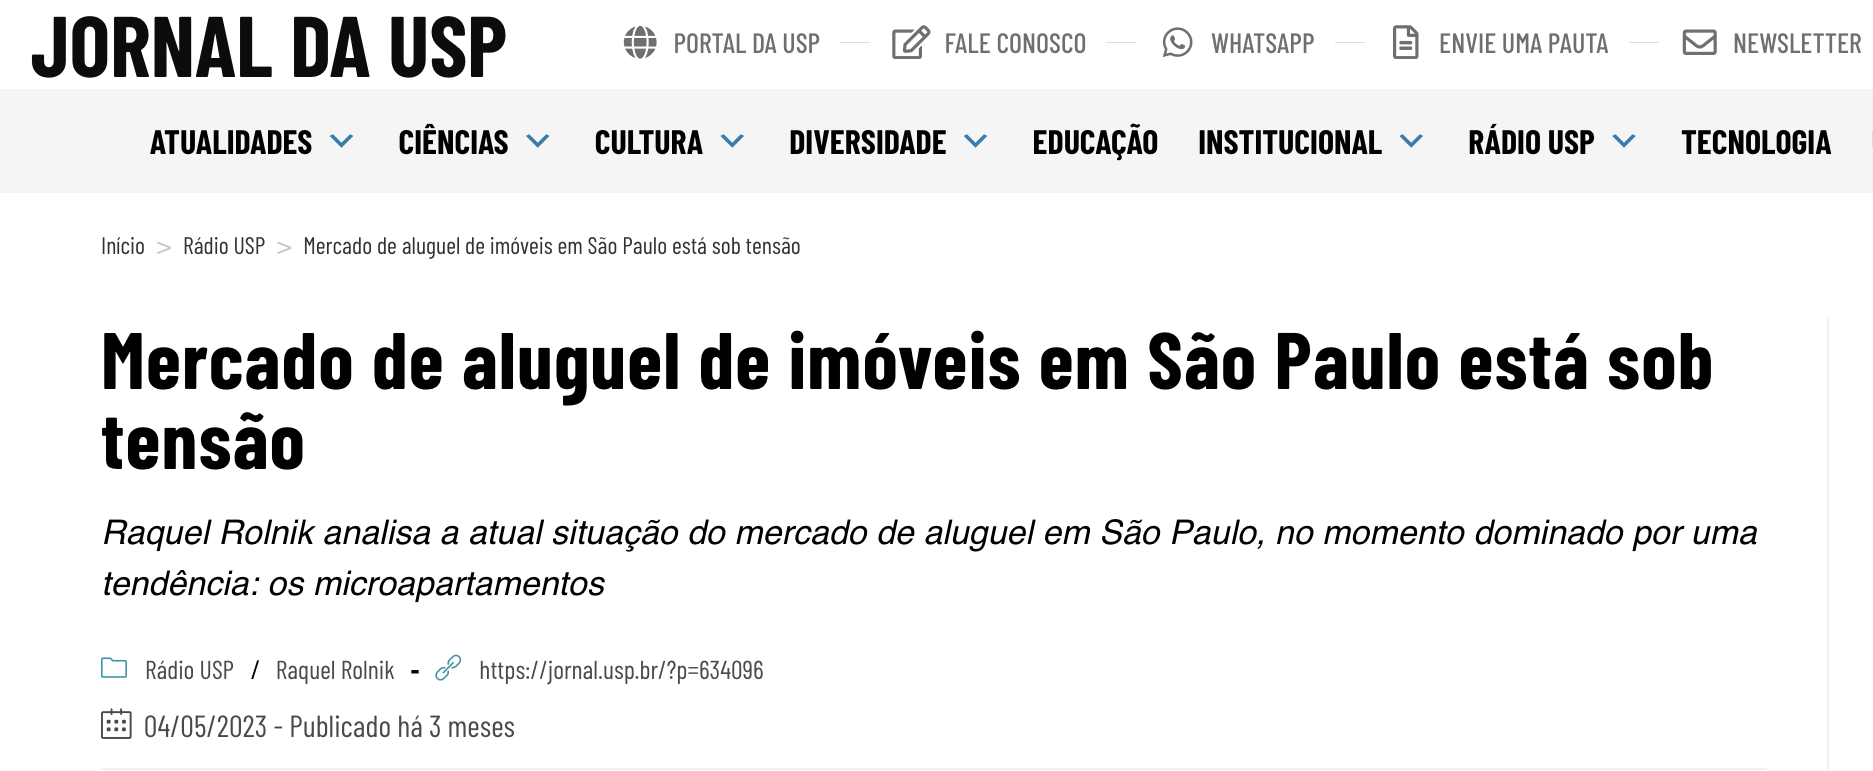 JORNAL DA USP
PORTAL DA USP
FALE CONOSCO
WHATSAPP
ENVIE UMA PAUTA
NEWSLETTER
ATUALIDADES
CIÊNCIAS
CULTURA
DIVERSIDADE
EDUCAÇÃO
INSTITUCIONAL
RÁDIO USP
TECNOLOGIA
Início > Rádio USP > Mercado de aluguel de imóveis em São Paulo está sob tensão
Mercado de aluguel de imóveis em São Paulo está sob
tensão
Raquel Rolnik analisa a atual situação do mercado de aluguel em São Paulo, no momento dominado por uma
tendência: os microapartamentos
Rádio USP / Raquel Rolnik - https://jornal.usp.br/?p=634096
04/05/2023 - Publicado há 3 meses